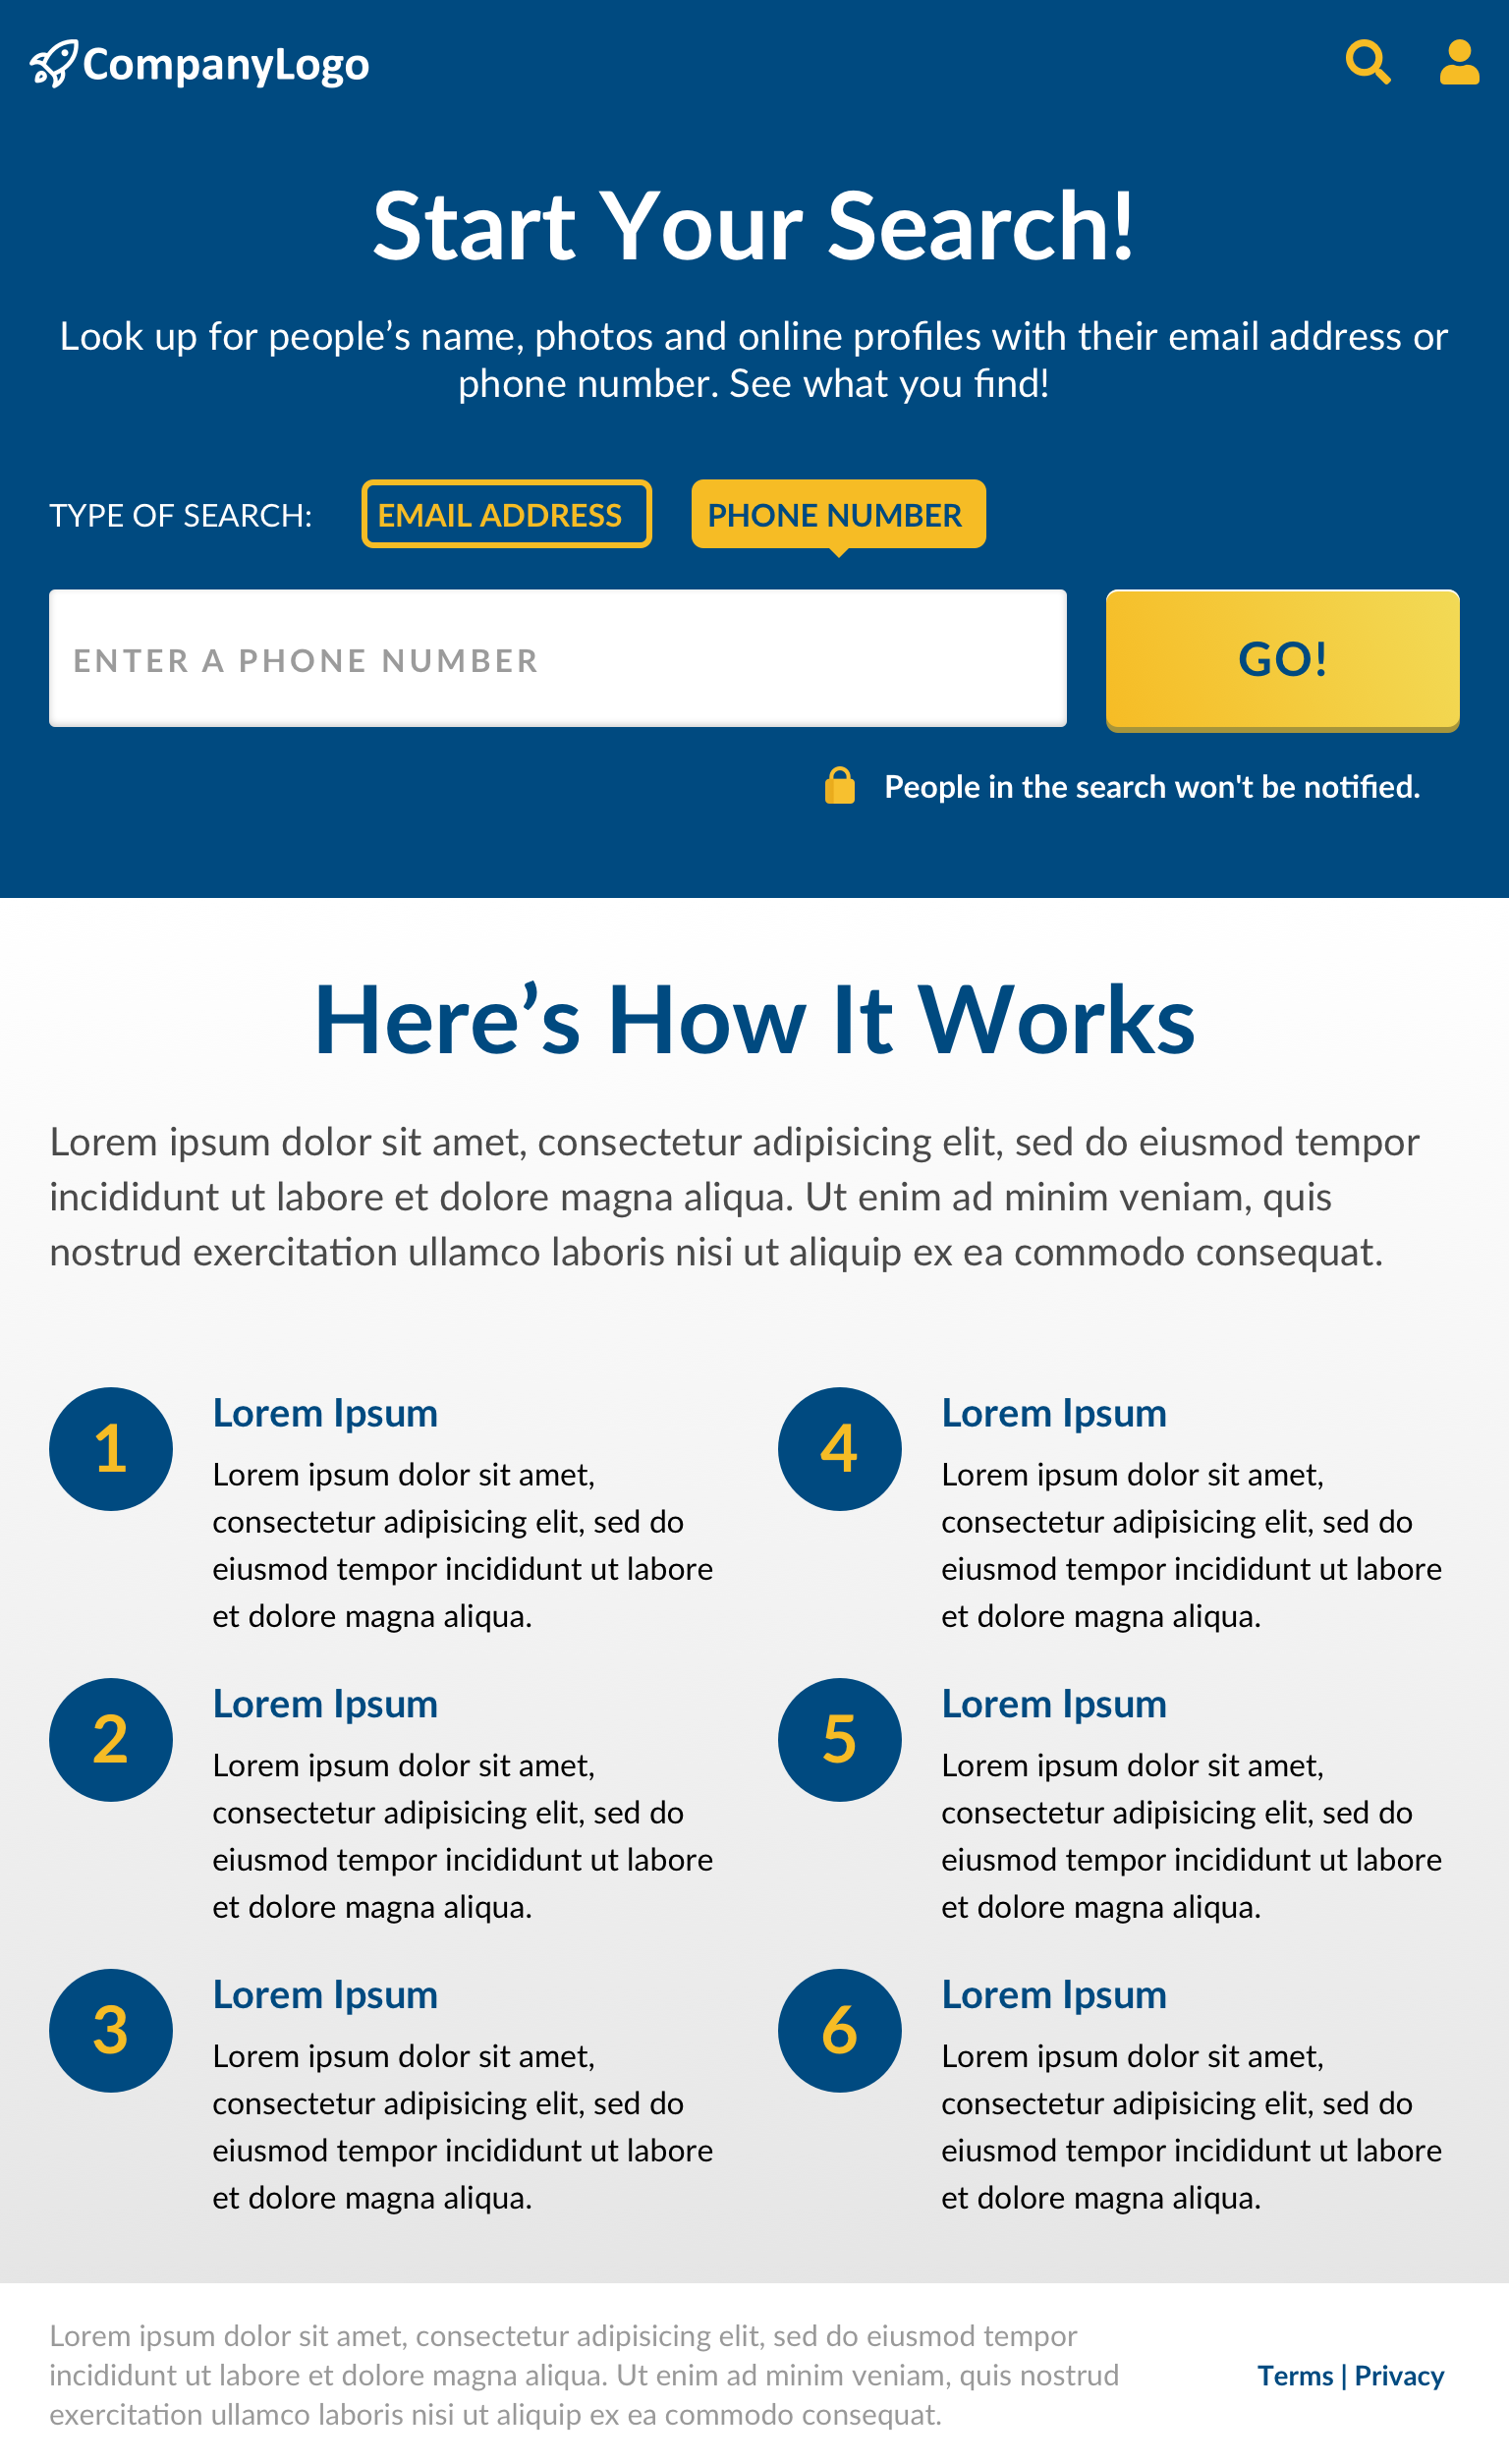 CompanyLogo
Start Your Search!
Look up for people’s name, photos and online profiles with their email address or
phone number. See what you find!
TYPE OF SEARCH:
EMAIL ADDRESS
PHONE NUMBER
ENTER A PHONE NUMBER
GO!
People in the search won't be notified.
Here’s How It Works
Lorem ipsum dolor sit amet, consectetur adipisicing elit, sed do eiusmod tempor
incididunt ut labore et dolore magna aliqua. Ut enim ad minim veniam, quis
nostrud exercitation ullamco laboris nisi ut aliquip ex ea commodo consequat.
1
Lorem Ipsum
Lorem ipsum dolor sit amet,
consectetur adipisicing elit, sed do
eiusmod tempor incididunt ut labore
et dolore magna aliqua.
2
Lorem Ipsum
Lorem ipsum dolor sit amet,
consectetur adipisicing elit, sed do
eiusmod tempor incididunt ut labore
et dolore magna aliqua.
3
Lorem Ipsum
Lorem ipsum dolor sit amet,
consectetur adipisicing elit, sed do
eiusmod tempor incididunt ut labore
et dolore magna aliqua.
4
Lorem Ipsum
Lorem ipsum dolor sit amet,
consectetur adipisicing elit, sed do
eiusmod tempor incididunt ut labore
et dolore magna aliqua.
5
Lorem Ipsum
Lorem ipsum dolor sit amet,
consectetur adipisicing elit, sed do
eiusmod tempor incididunt ut labore
et dolore magna aliqua.
6
Lorem Ipsum
Lorem ipsum dolor sit amet,
consectetur adipisicing elit, sed do
eiusmod tempor incididunt ut labore
et dolore magna aliqua.
Lorem ipsum dolor sit amet, consectetur adipisicing elit, sed do eiusmod tempor
incididunt ut labore et dolore magna aliqua. Ut enim ad minim veniam, quis nostrud
exercitation ullamco laboris nisi ut aliquip ex ea commodo consequat.
Terms | Privacy